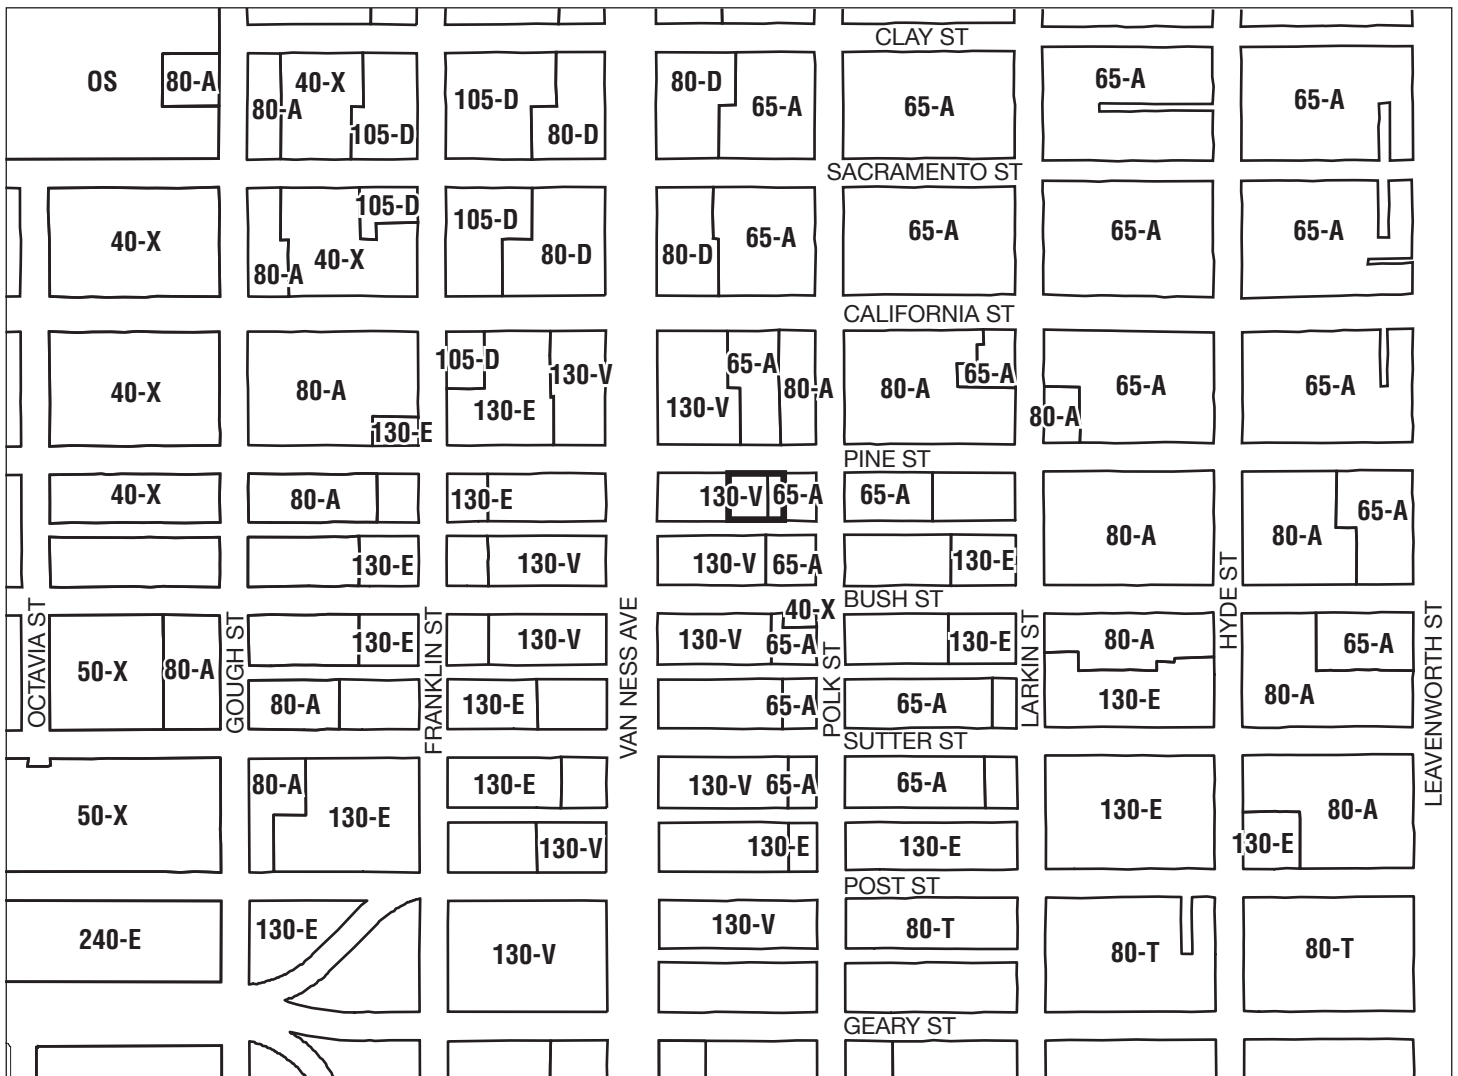 CLAY ST
OS
80-A
80-A
40-X
105-D
105-D
80-D
80-D
65-A
65-A
65-A
65-A
SACRAMENTO ST
40-X
80-A
40-X
105-D
105-D
80-D
80-D
65-A
65-A
65-A
65-A
CALIFORNIA ST
40-X
80-A
130-E
105-D
130-E
130-V
130-V
65-A
80-A
80-A
65-A
80-A
65-A
65-A
PINE ST
40-X
80-A
130-E
130-V
65-A
65-A
80-A
80-A
65-A
130-E
130-V
130-V
65-A
130-E
BUSH ST
OCTAVIA ST
GOUGH ST
FRANKLIN ST
VAN NESS AVE
POLK ST
LARKIN ST
HYDE ST
LEAVENWORTH ST
50-X
80-A
130-E
130-V
130-V
40-X
65-A
130-E
80-A
130-E
65-A
80-A
80-A
130-E
65-A
65-A
SUTTER ST
50-X
80-A
130-E
130-E
130-V
65-A
65-A
130-E
80-A
130-E
130-V
130-E
130-E
POST ST
240-E
130-E
130-V
130-V
80-T
80-T
80-T
GEARY ST